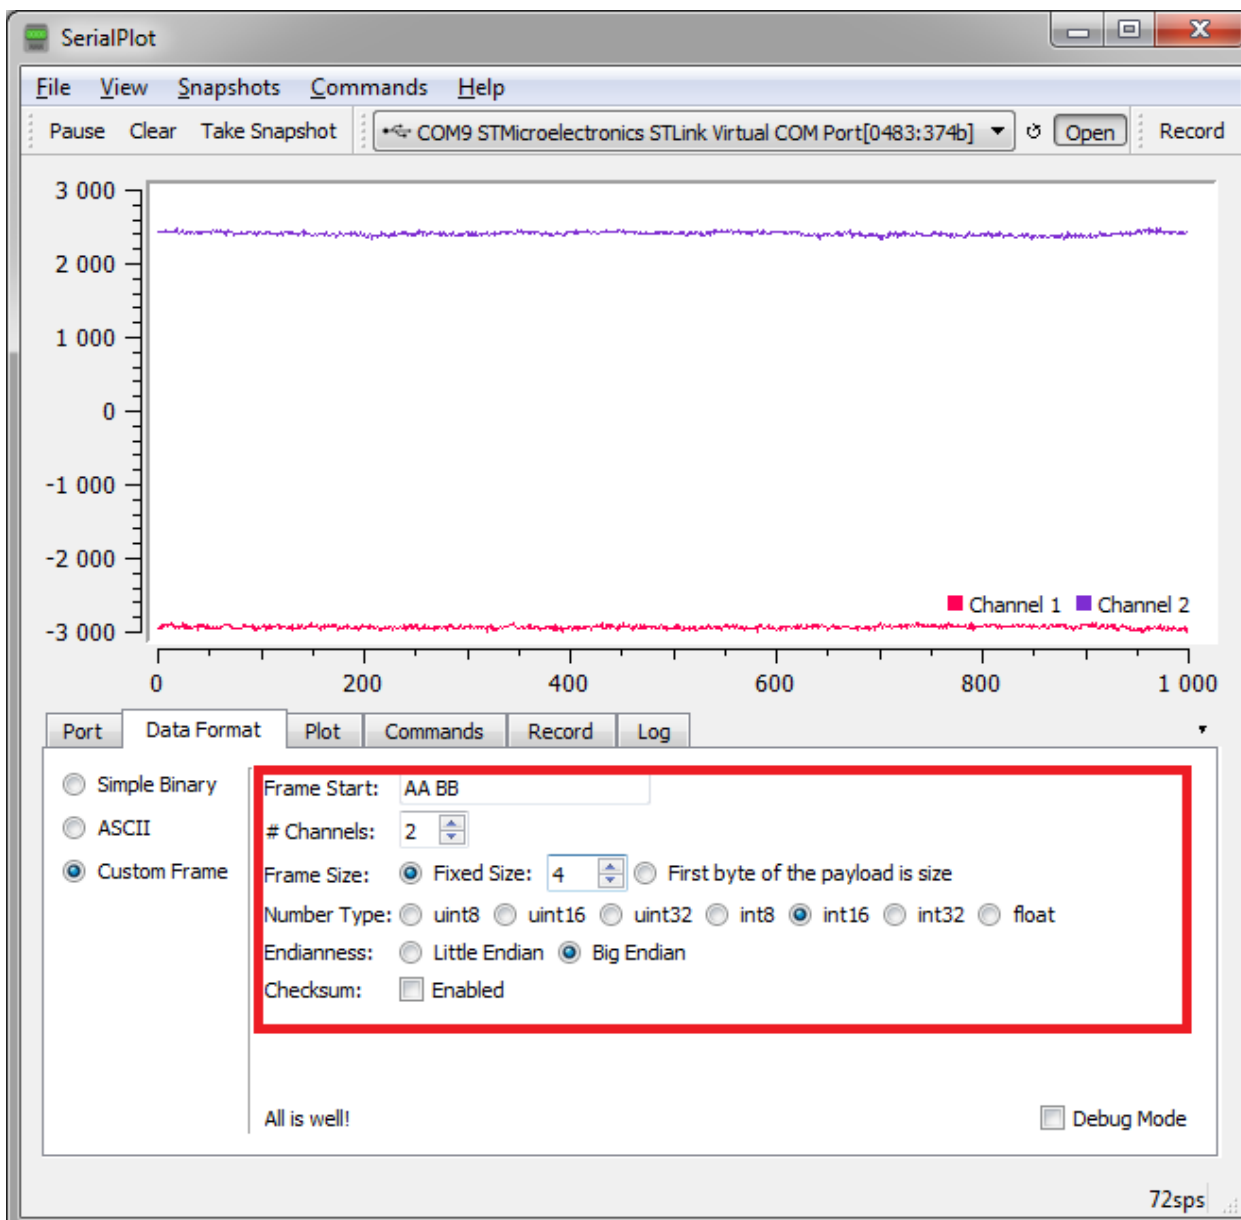 SerialPlot
File View Snapshots Commands Help
Pause Clear Take Snapshot COM9 STMicroelectronics STLink Virtual COM Port[0483:374b] Open Record
3 000
2 000
1 000
0
-1 000
-2 000
-3 000
Channel 1 Channel 2
0 200 400 600 800 1 000
Port Data Format Plot Commands Record Log
Simple Binary
ASCII
Custom Frame
Frame Start: AA BB
# Channels: 2
Frame Size: Fixed Size: 4 First byte of the payload is size
Number Type: uint8 uint16 uint32 int8 int16 int32 float
Endianness: Little Endian Big Endian
Checksum: Enabled
All is well! Debug Mode
72sps